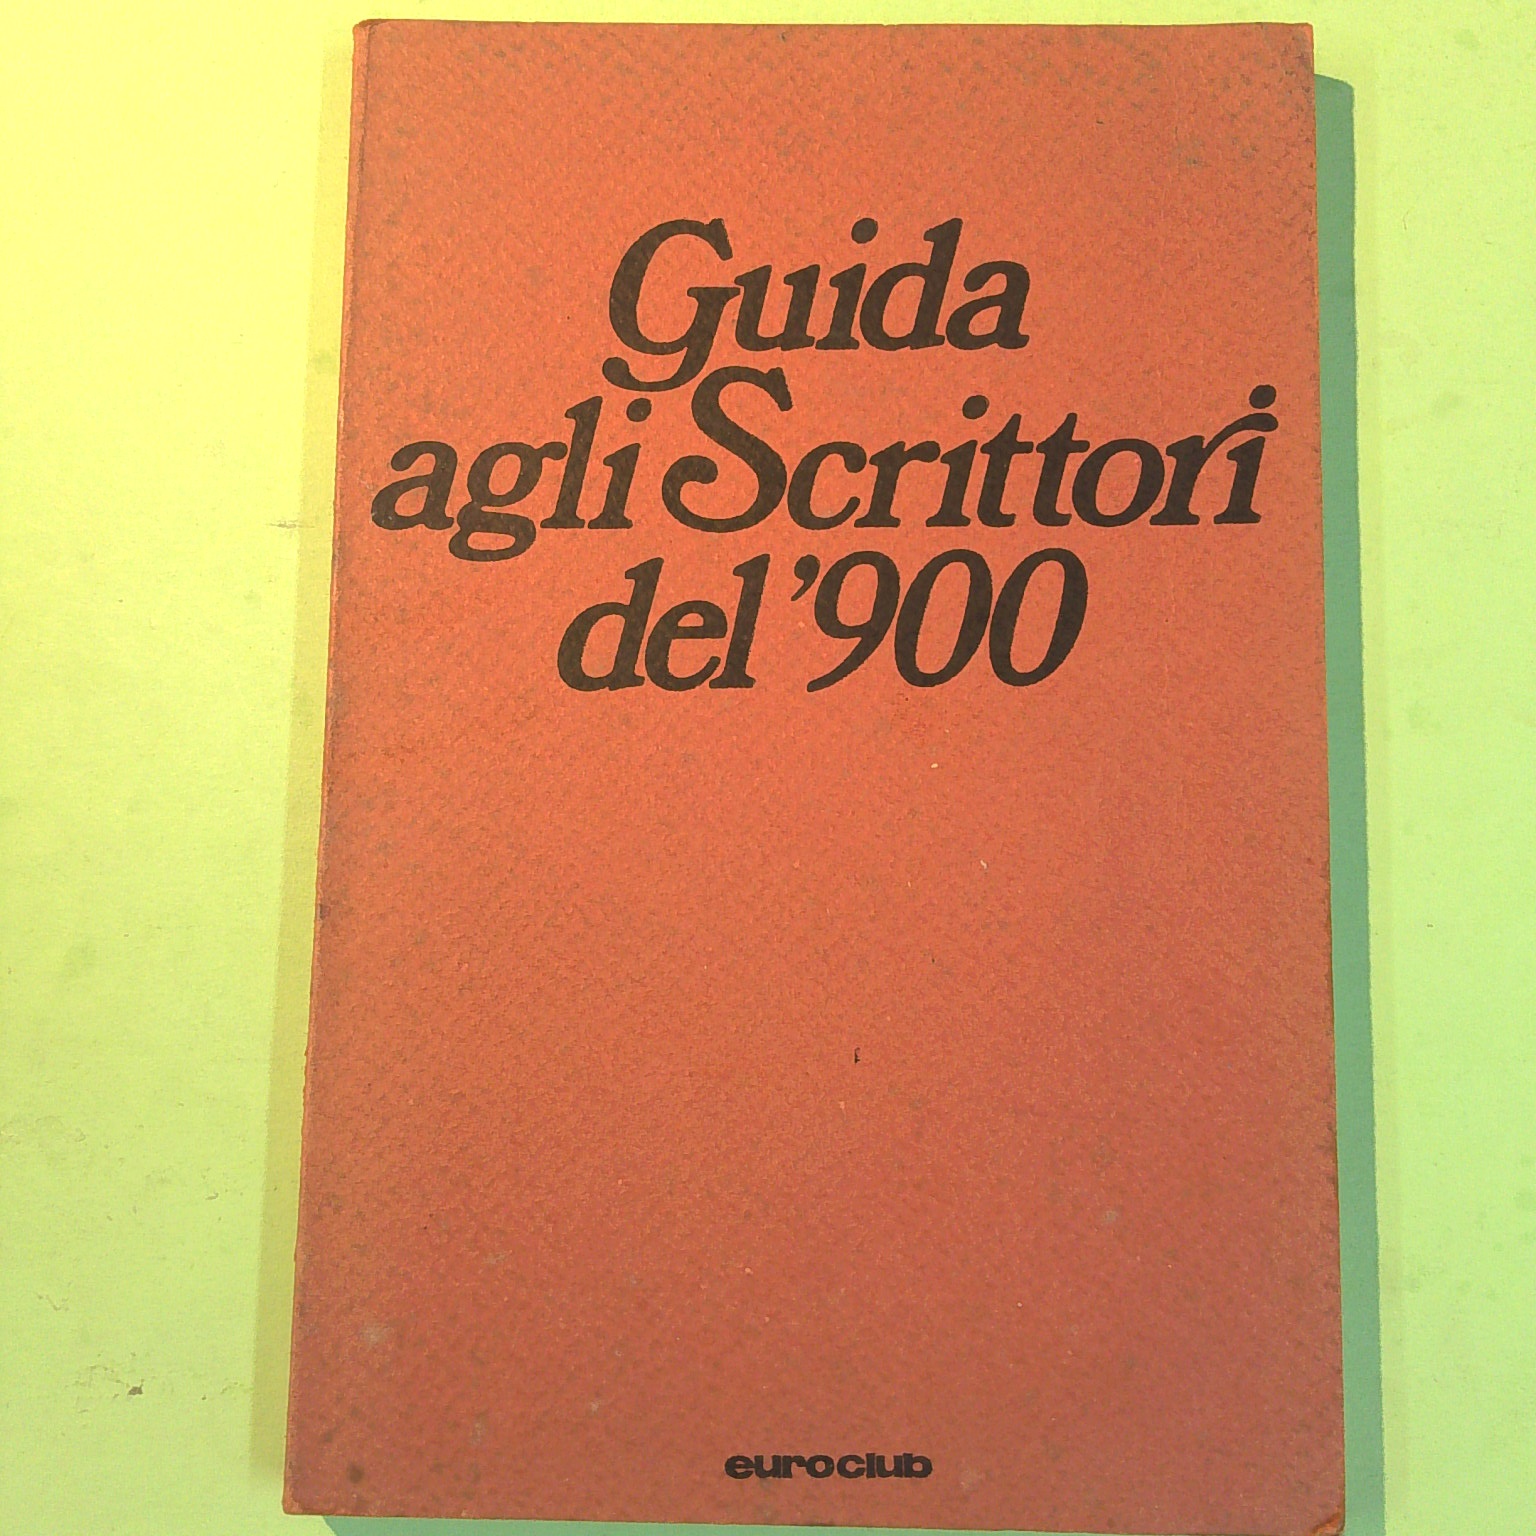 Guida
agli Scrittori
del '900
euroclub